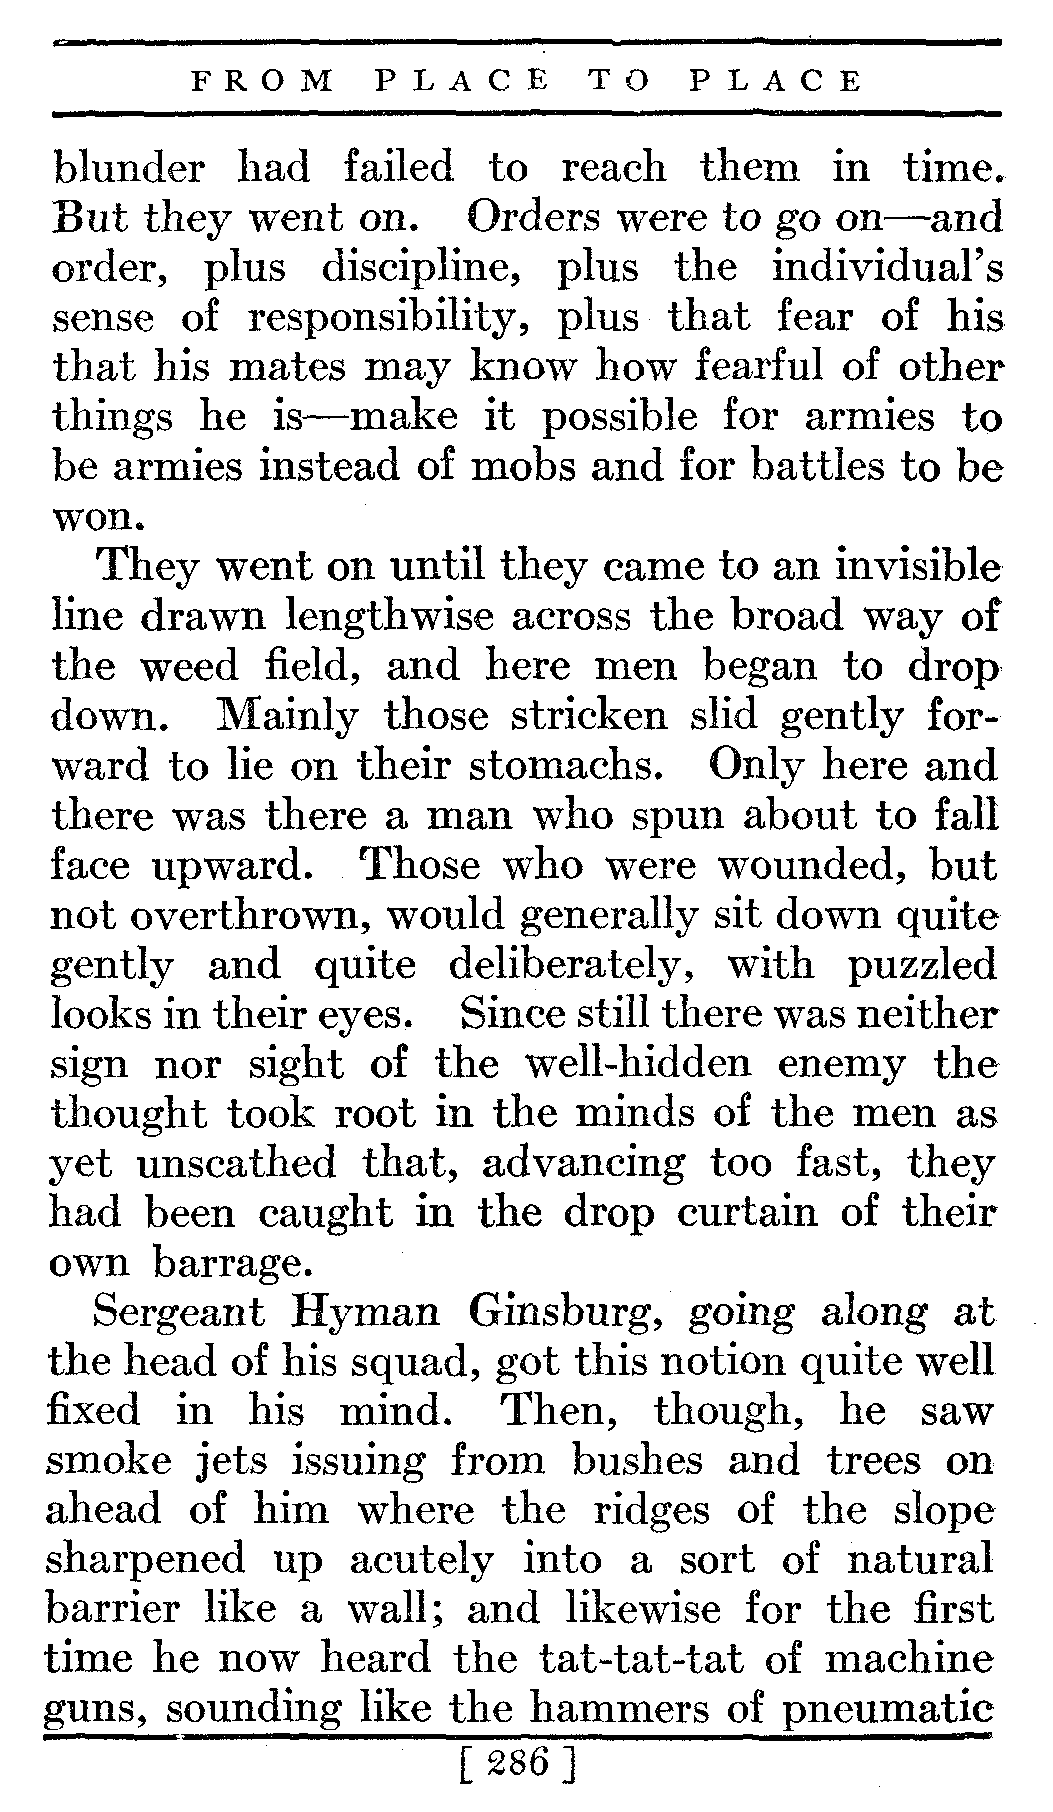 FROM PLACE TO PLACE
blunder had failed to reach them in time.
But they went on. Orders were to go on—and
order, plus discipline, plus the individual's
sense of responsibility, plus that fear of his
that his mates may know how fearful of other
things he is—make it possible for armies to
be armies instead of mobs and for battles to be
won.
They went on until they came to an invisible
line drawn lengthwise across the broad way of
the weed field, and here men began to drop
down. Mainly those stricken slid gently for-
ward to lie on their stomachs. Only here and
there was there a man who spun about to fall
face upward. Those who were wounded, but
not overthrown, would generally sit down quite
gently and quite deliberately, with puzzled
looks in their eyes. Since still there was neither
sign nor sight of the well-hidden enemy the
thought took root in the minds of the men as
yet unscathed that, advancing too fast, they
had been caught in the drop curtain of their
own barrage.
Sergeant Hyman Ginsburg, going along at
the head of his squad, got this notion quite well
fixed in his mind. Then, though, he saw
smoke jets issuing from bushes and trees on
ahead of him where the ridges of the slope
sharpened up acutely into a sort of natural
barrier like a wall; and likewise for the first
time he now heard the tat-tat-tat of machine
guns, sounding like the hammers of pneumatic
[ 286 ]